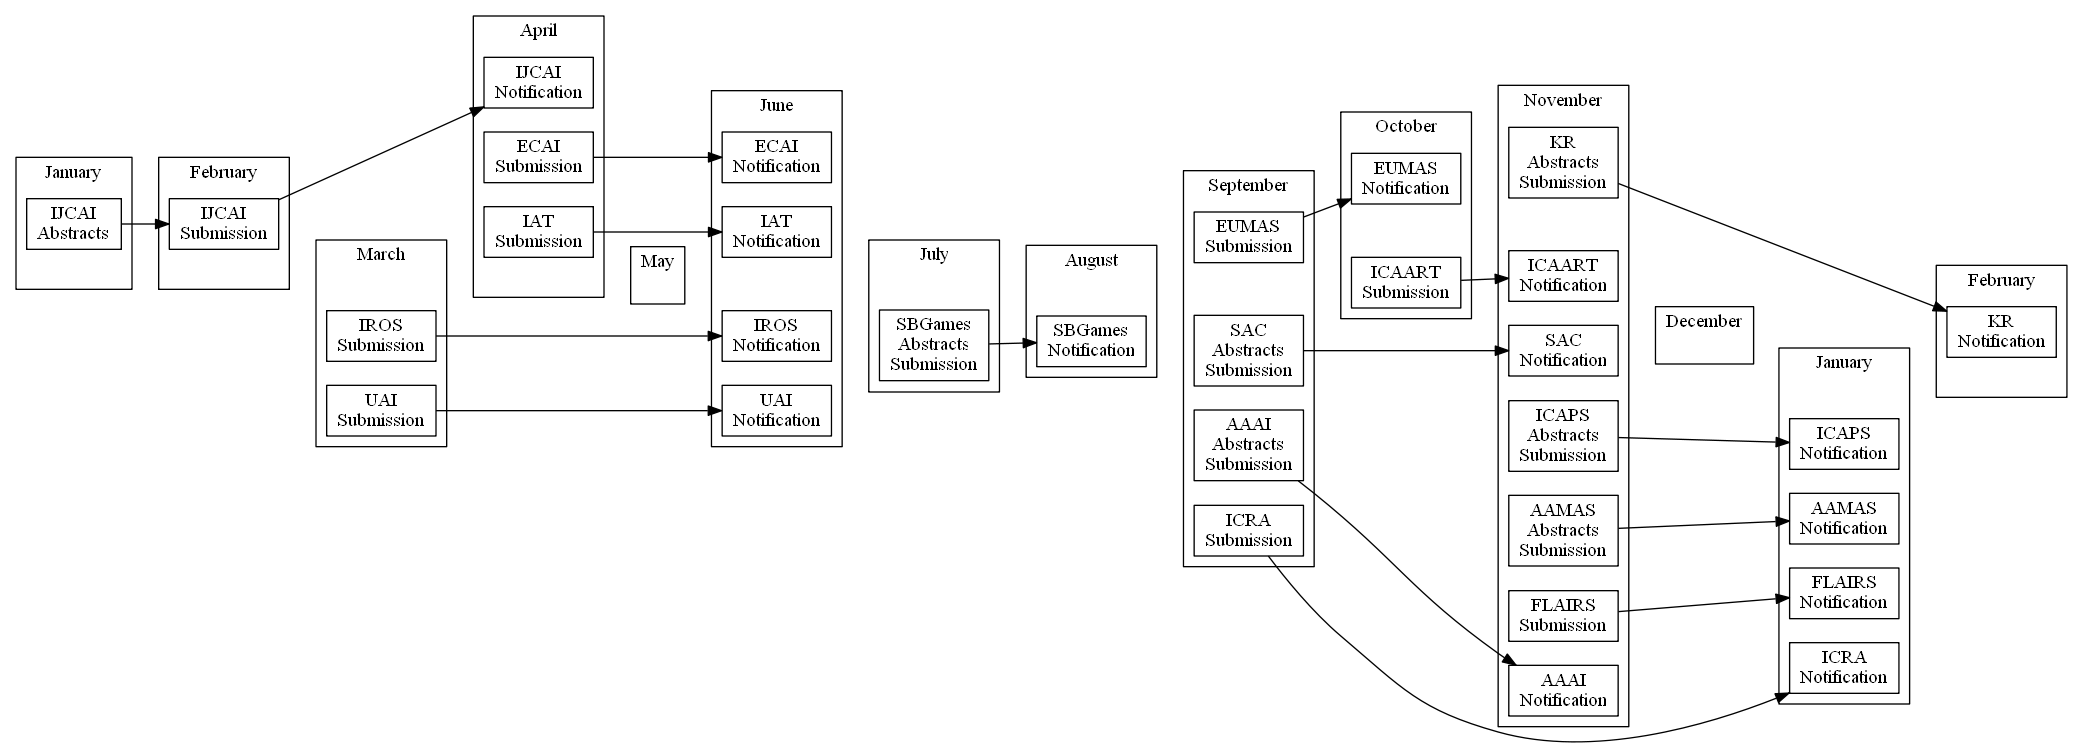 January
IJCAI
Abstracts
February
IJCAI
Submission
March
IROS
Submission
UAI
Submission
April
IJCAI
Notification
ECAI
Submission
IAT
Submission
May
June
ECAI
Notification
IAT
Notification
IROS
Notification
UAI
Notification
July
SBGames
Abstracts
Submission
August
SBGames
Notification
September
EUMAS
Submission
SAC
Abstracts
Submission
AAAI
Abstracts
Submission
ICRA
Submission
October
EUMAS
Notification
ICAART
Submission
November
KR
Abstracts
Submission
ICAART
Notification
SAC
Notification
ICAPS
Abstracts
Submission
AAMAS
Abstracts
Submission
FLAIRS
Submission
AAAI
Notification
December
January
ICAPS
Notification
AAMAS
Notification
FLAIRS
Notification
ICRA
Notification
February
KR
Notification